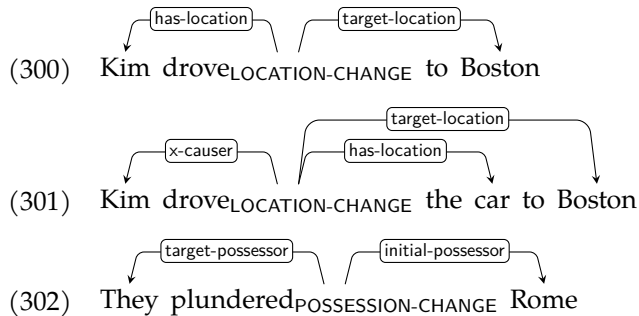 has-location target-location
(300) Kim drove LOCATION-CHANGE to Boston
target-location
x-causer has-location
(301) Kim drove LOCATION-CHANGE the car to Boston
target-possessor initial-possessor
(302) They plundered POSSESSION-CHANGE Rome